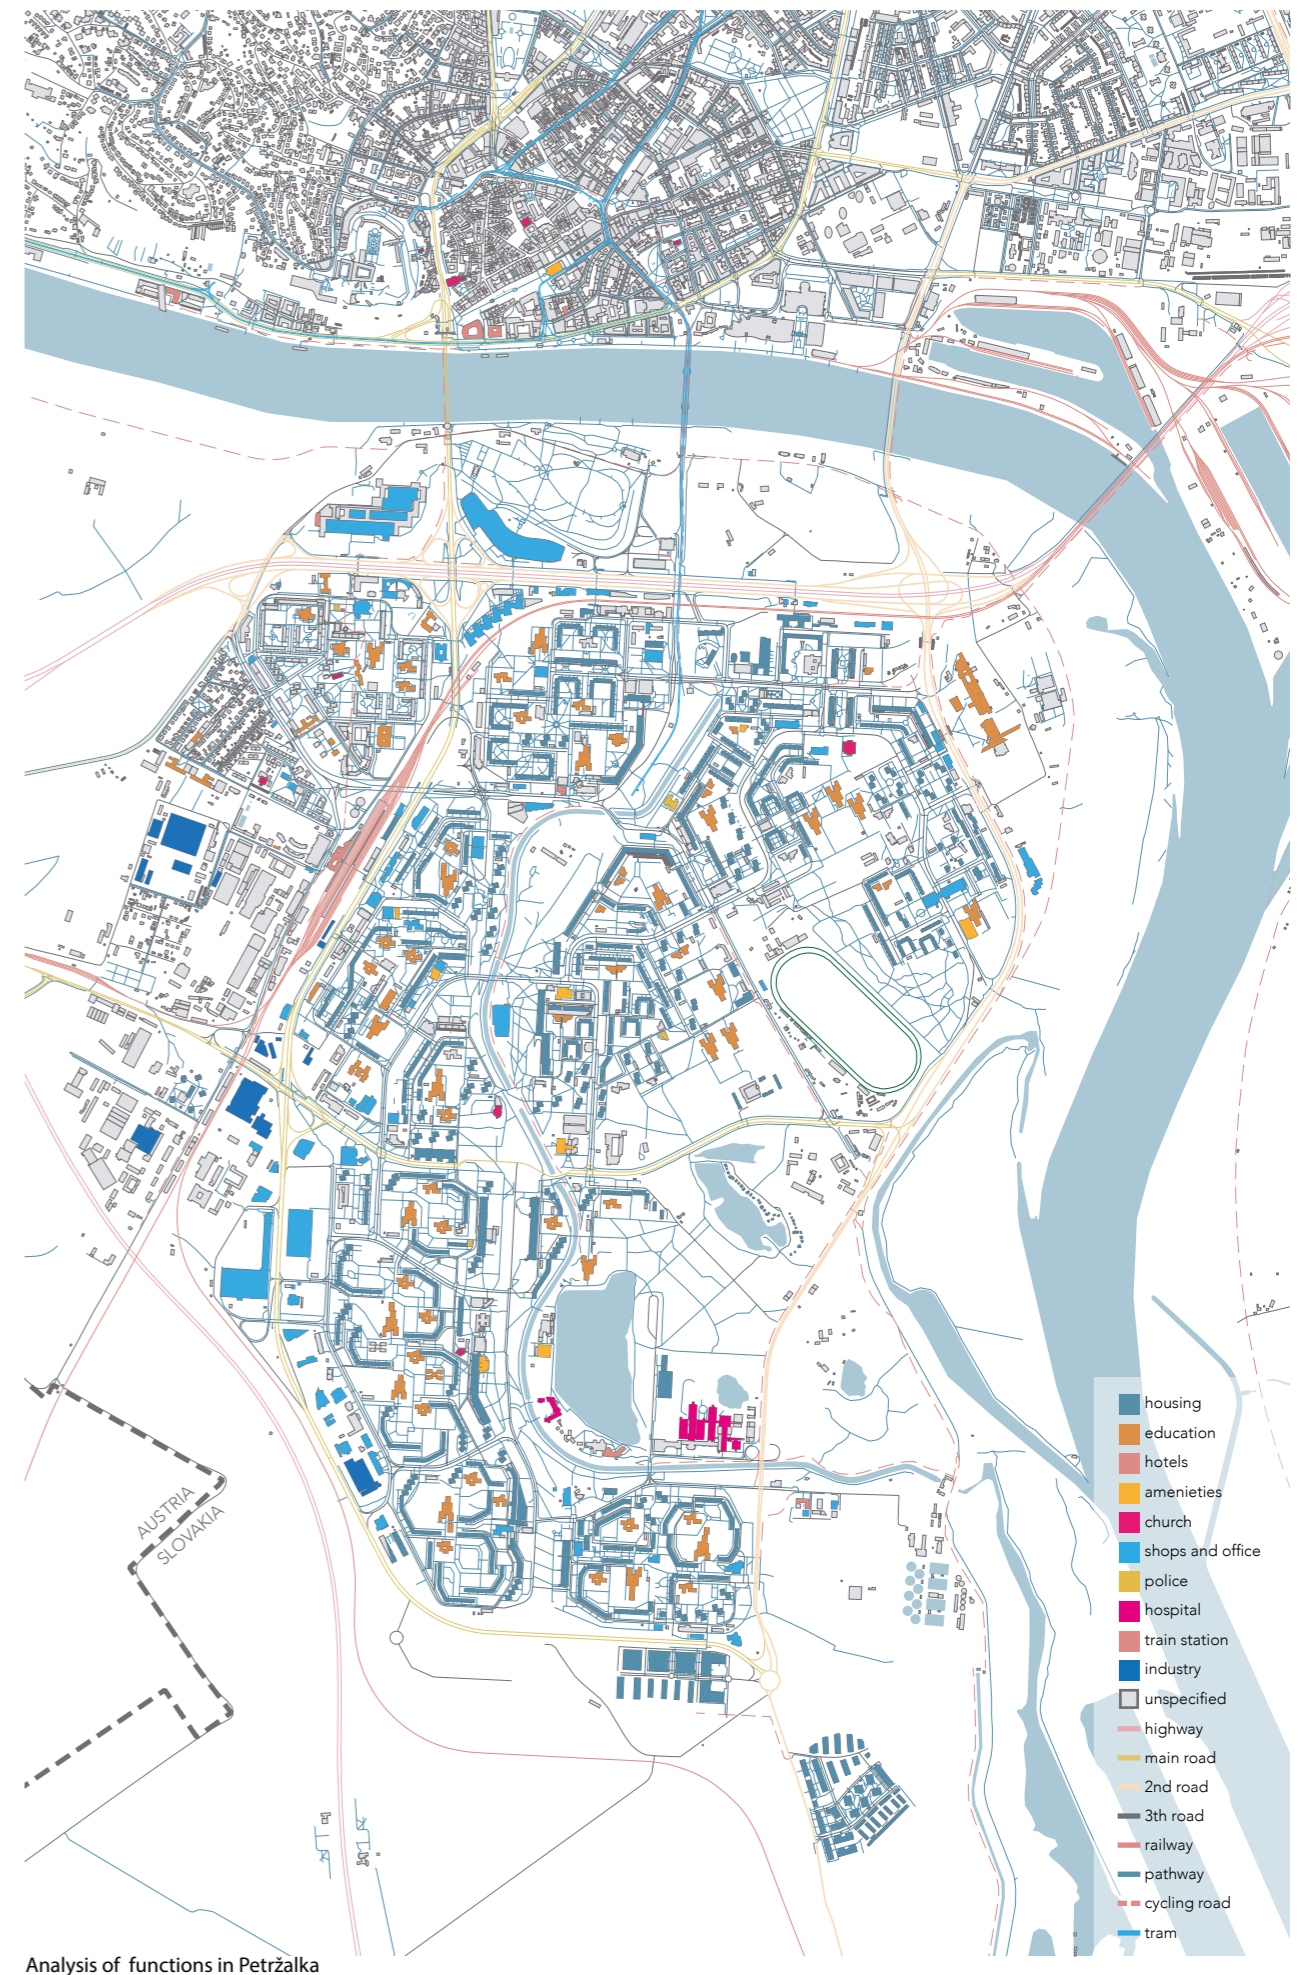 AUSTRIA
SLOVAKIA
housing
education
hotels
amenieties
church
shops and office
police
hospital
train station
industry
unspecified
highway
main road
2nd road
3th road
railway
pathway
cycling road
tram
Analysis of functions in Petržalka